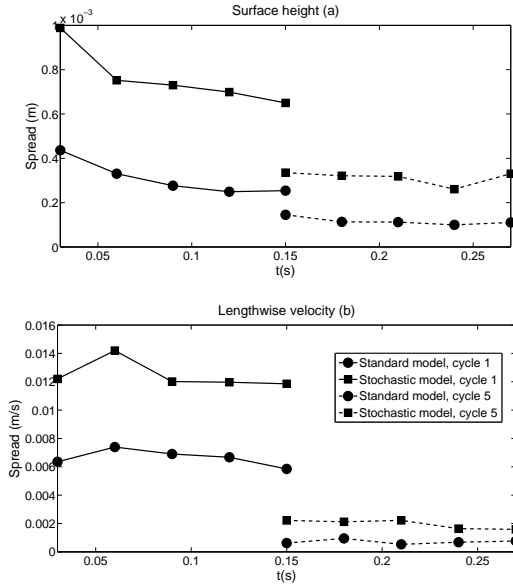 Surface height (a)
1 x 10⁻³
0.8
0.6
0.4
0.2
0
Spread (m)
0.05
0.1
0.15
0.2
0.25
t(s)
Lengthwise velocity (b)
0.016
0.014
0.012
0.01
0.008
0.006
0.004
0.002
0
Spread (m/s)
Standard model, cycle 1
Stochastic model, cycle 1
Standard model, cycle 5
Stochastic model, cycle 5
0.05
0.1
0.15
0.2
0.25
t(s)